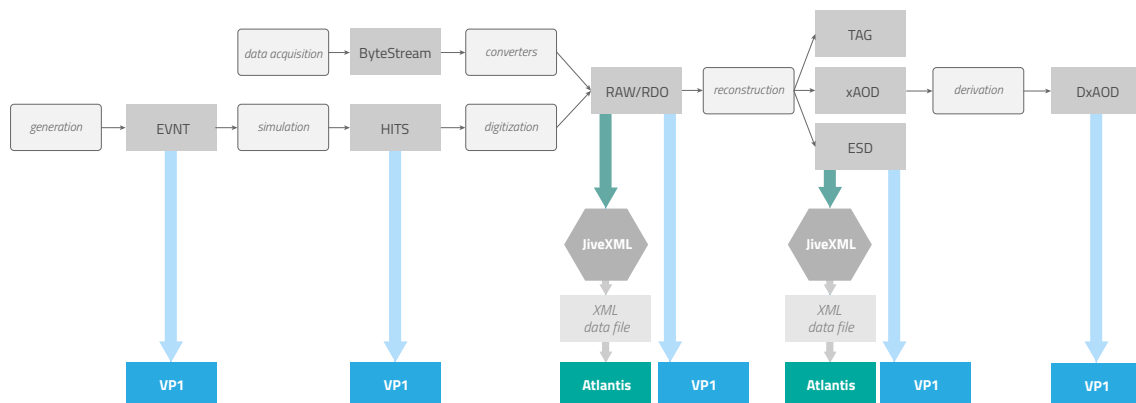 TAG
data acquisition
ByteStream
converters
RAW/RDO
reconstruction
xAOD
derivation
DxAOD
generation
EVNT
simulation
HITS
digitization
ESD
JiveXML
JiveXML
XML
data file
XML
data file
VP1
VP1
Atlantis
VP1
Atlantis
VP1
VP1